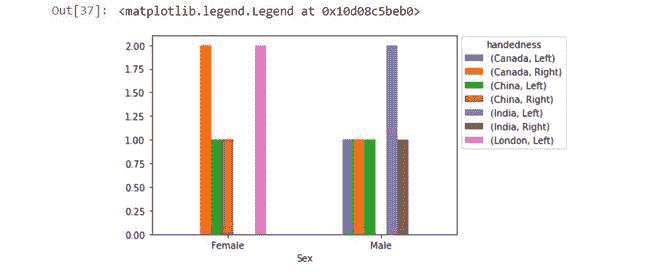 Out[37]: <matplotlib.legend.Legend at 0x10d08c5beb0>
handedness
(Canada, Left)
(Canada, Right)
(China, Left)
(China, Right)
(India, Left)
(India, Right)
(London, Left)
2.00
1.75
1.50
1.25
1.00
0.75
0.50
0.25
0.00
Female
Male
Sex